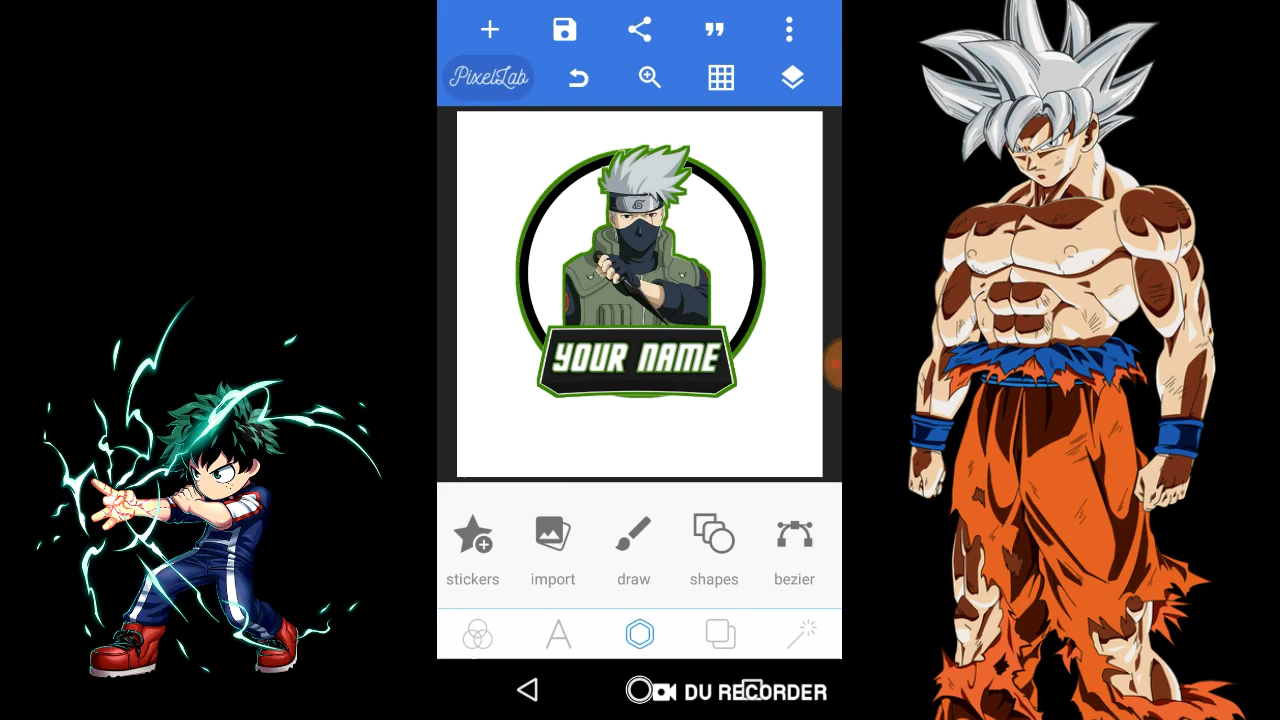 PixelLab
YOUR NAME
stickers
import
draw
shapes
bezier
DU RECORDER